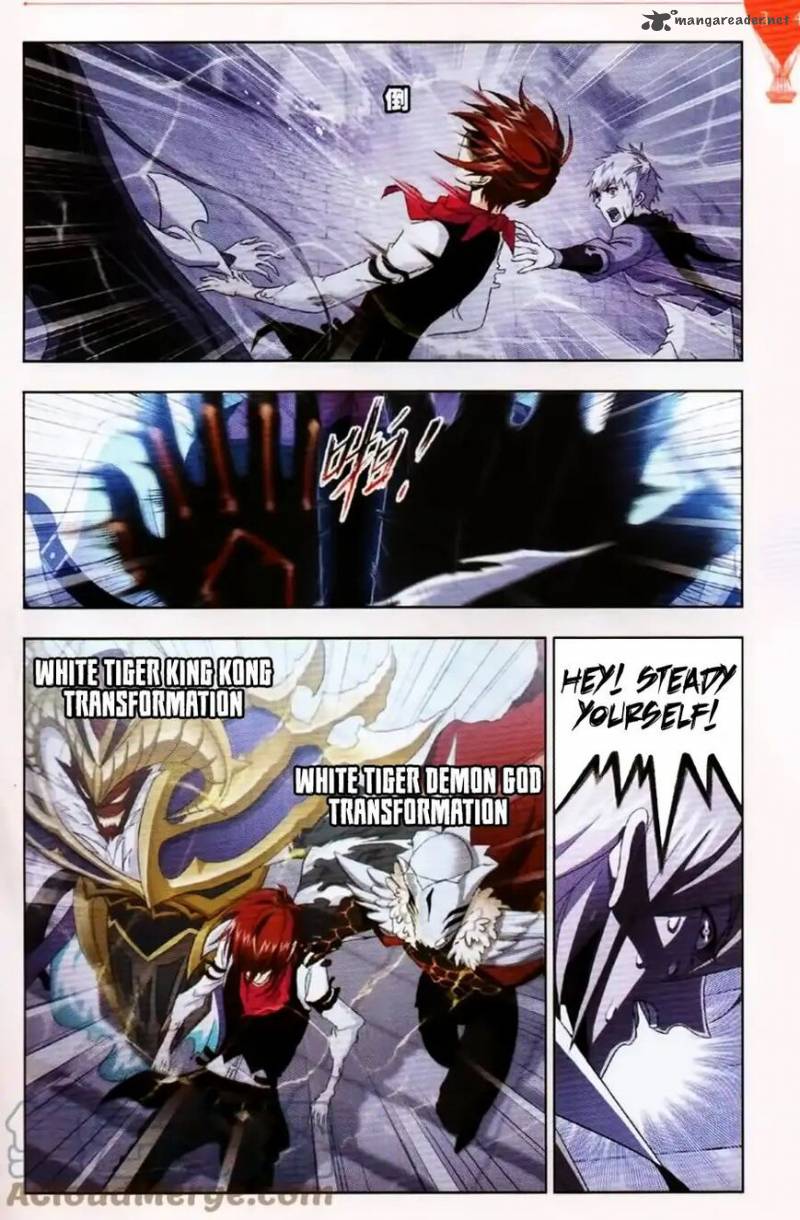 mangareader.net
倒
WHITE TIGER KING KONG
TRANSFORMATION
WHITE TIGER DEMON GOD
TRANSFORMATION
HEY! STEADY
YOURSELF!
AcloudMerge.com